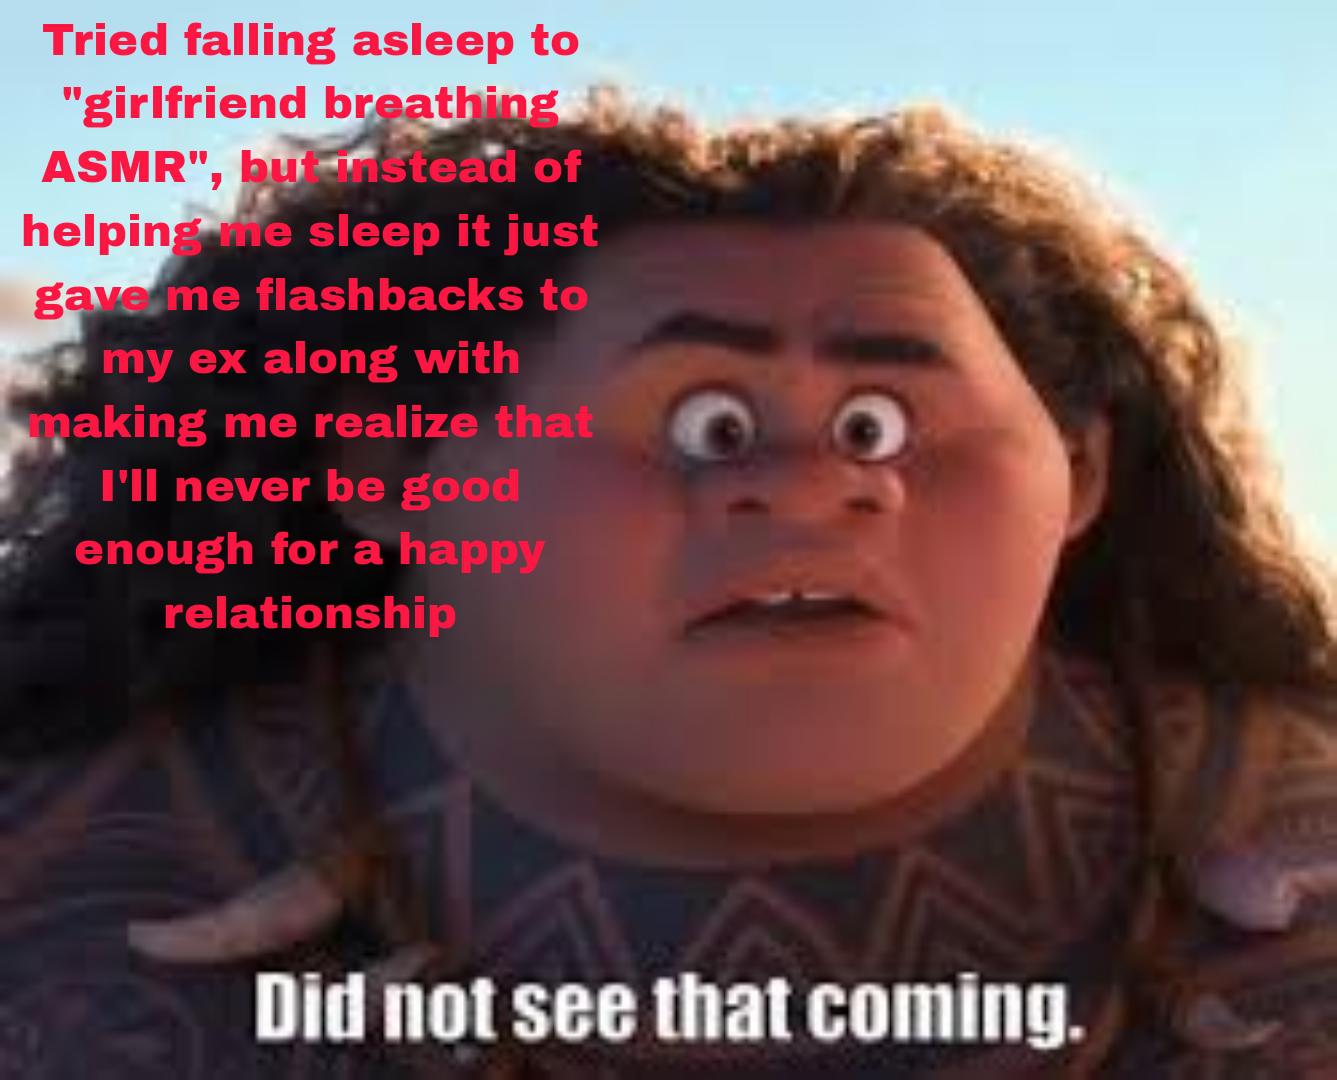 Tried falling asleep to
"girlfriend breathing
ASMR", but instead of
helping me sleep it just
gave me flashbacks to
my ex along with
making me realize that
I'll never be good
enough for a happy
relationship
Did not see that coming.